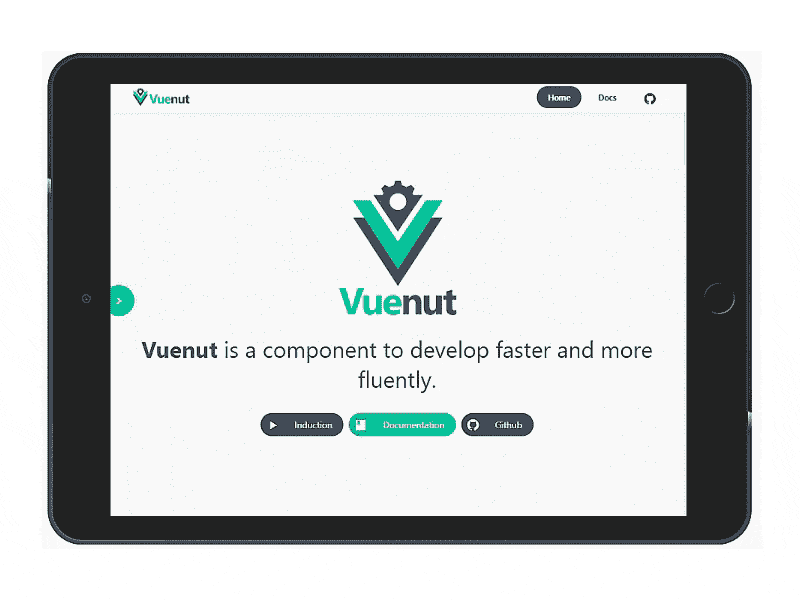 Vuenut
Home
Docs
Vuenut
Vuenut is a component to develop faster and more
fluently.
Induction
Documentation
Github